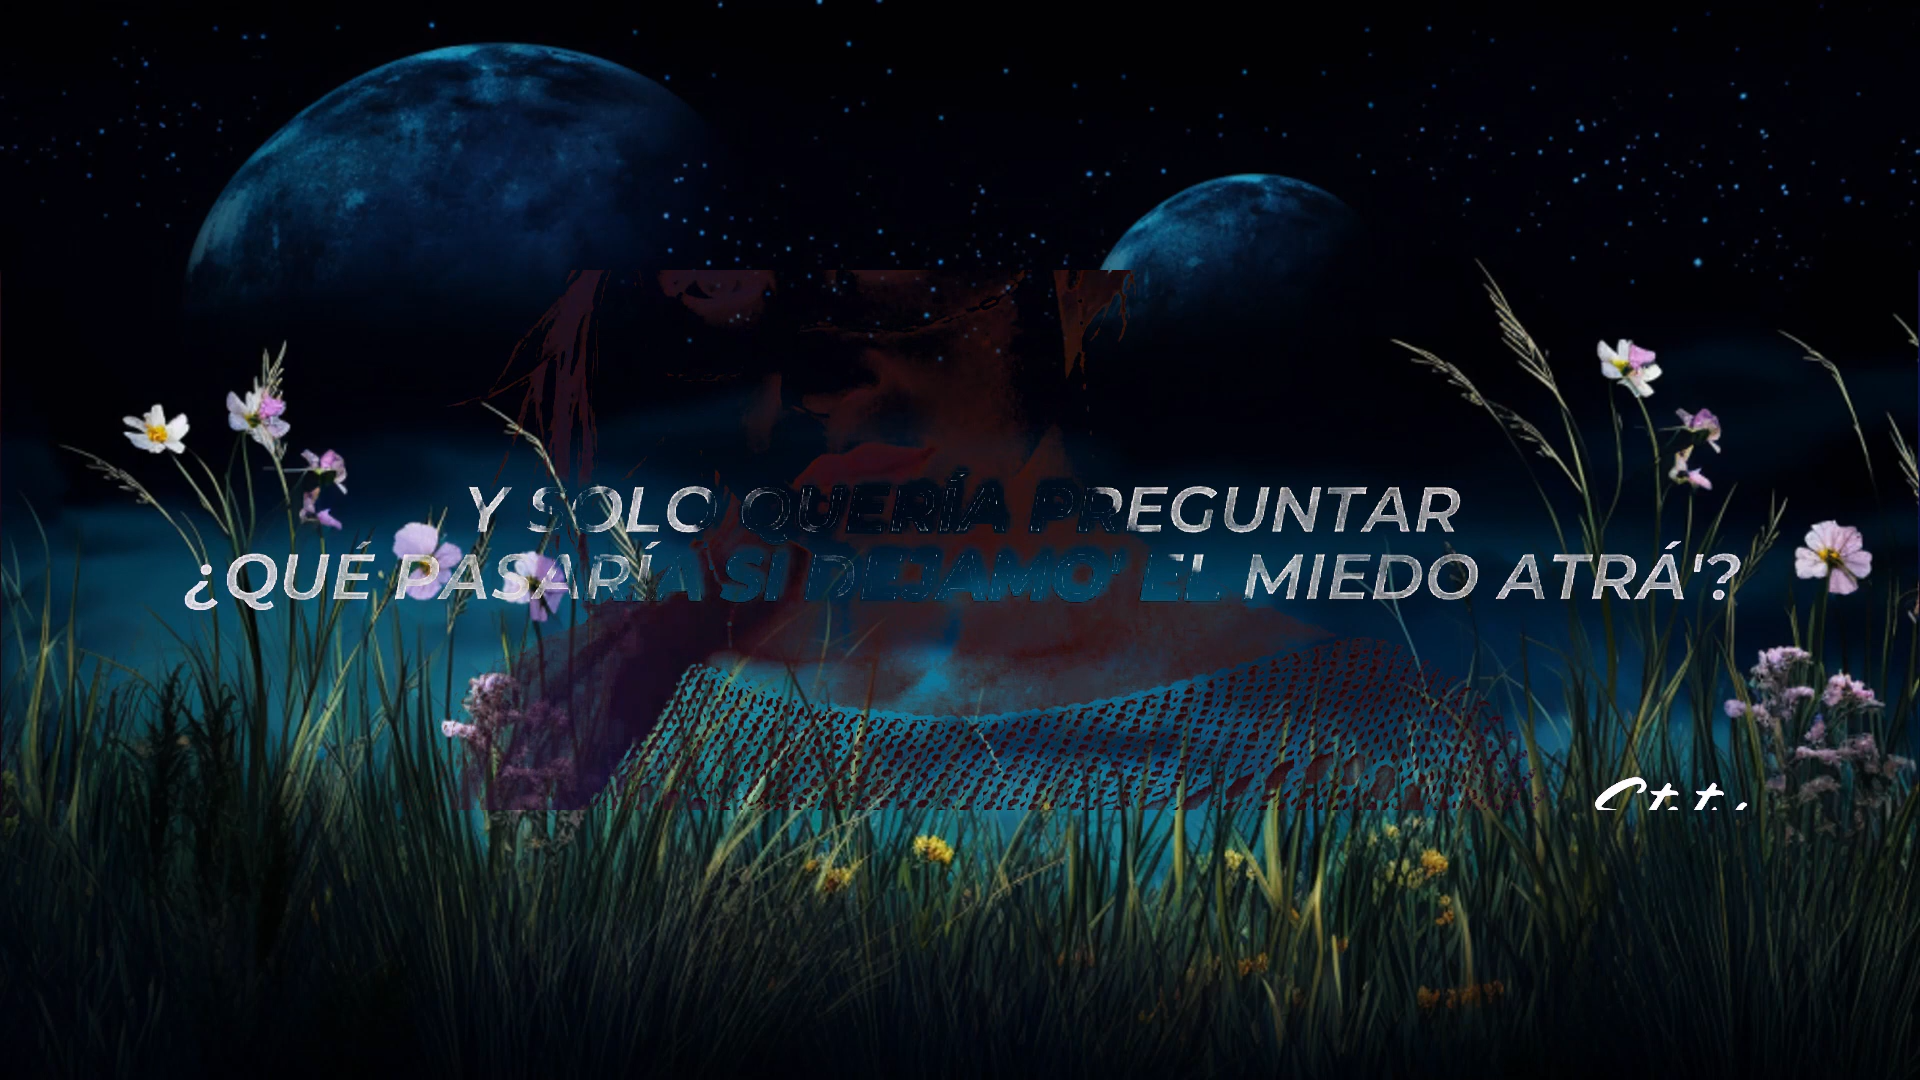 Y SOLO QUERÍA PREGUNTAR
¿QUÉ PASARÍA SI DEJAMO' EL MIEDO ATRÁ'?